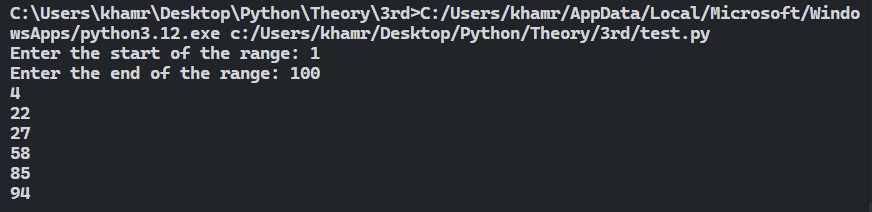 C:\Users\khamr\Desktop\Python\Theory\3rd>C:/Users/khamr/AppData/Local/Microsoft/Windo
wsApps/python3.12.exe c:/Users/khamr/Desktop/Python/Theory/3rd/test.py
Enter the start of the range: 1
Enter the end of the range: 100
4
22
27
58
85
94